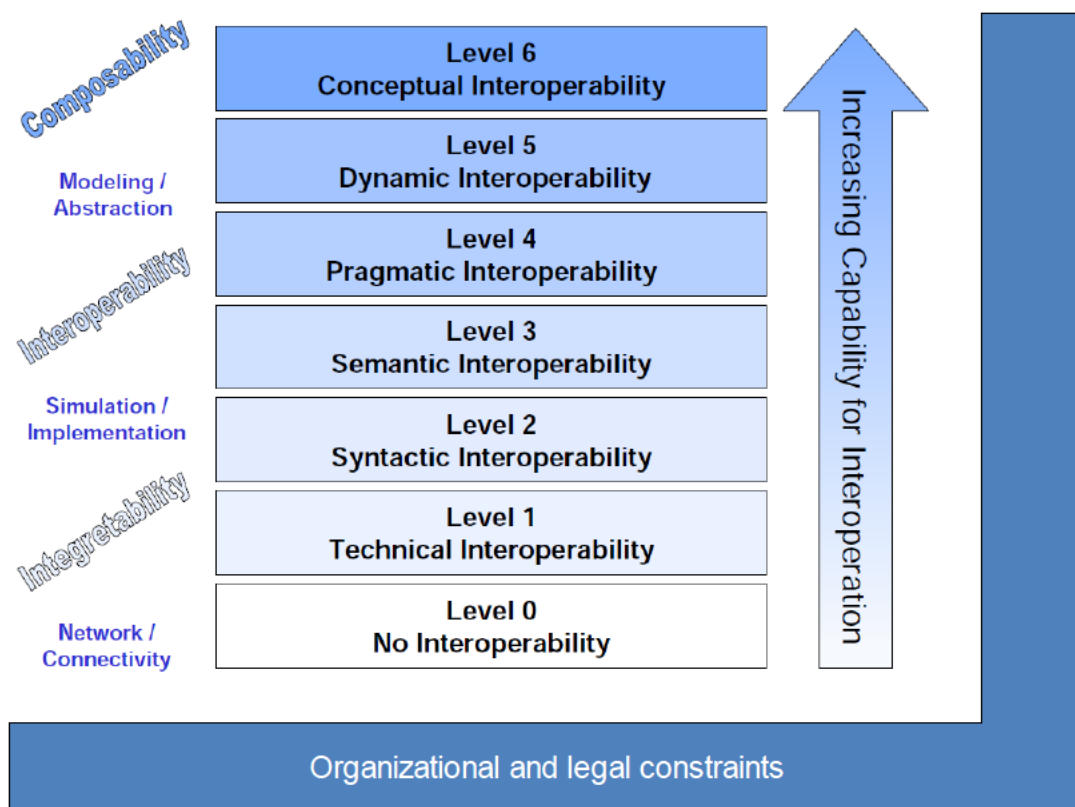 Composability
Modeling /
Abstraction
Interoperability
Simulation /
Implementation
Integretability
Network /
Connectivity
Level 6
Conceptual Interoperability
Level 5
Dynamic Interoperability
Level 4
Pragmatic Interoperability
Level 3
Semantic Interoperability
Level 2
Syntactic Interoperability
Level 1
Technical Interoperability
Level 0
No Interoperability
Increasing Capability for Interoperation
Organizational and legal constraints